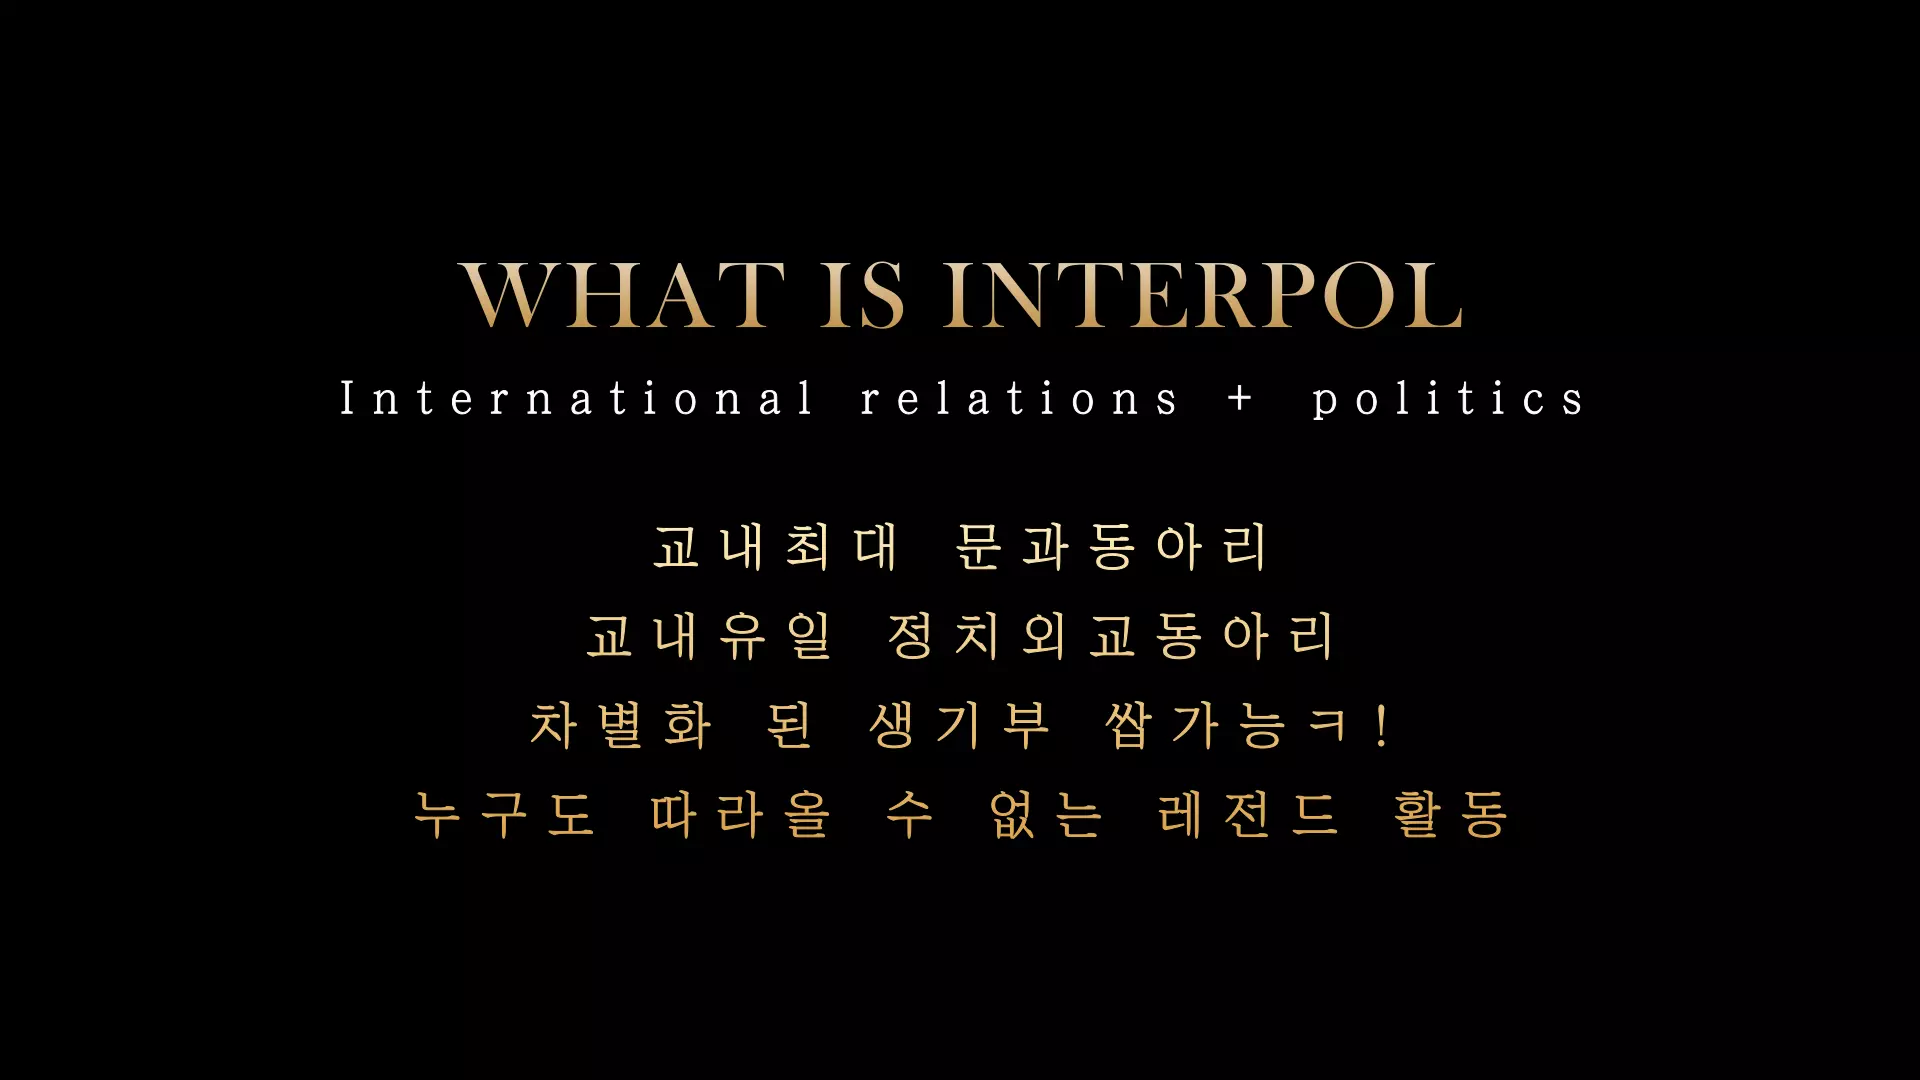 WHAT IS INTERPOL
International relations + politics
교내최대 문과동아리
교내유일 정치외교동아리
차별화 된 생기부 쌉가능ㅋ!
누구도 따라올 수 없는 레전드 활동